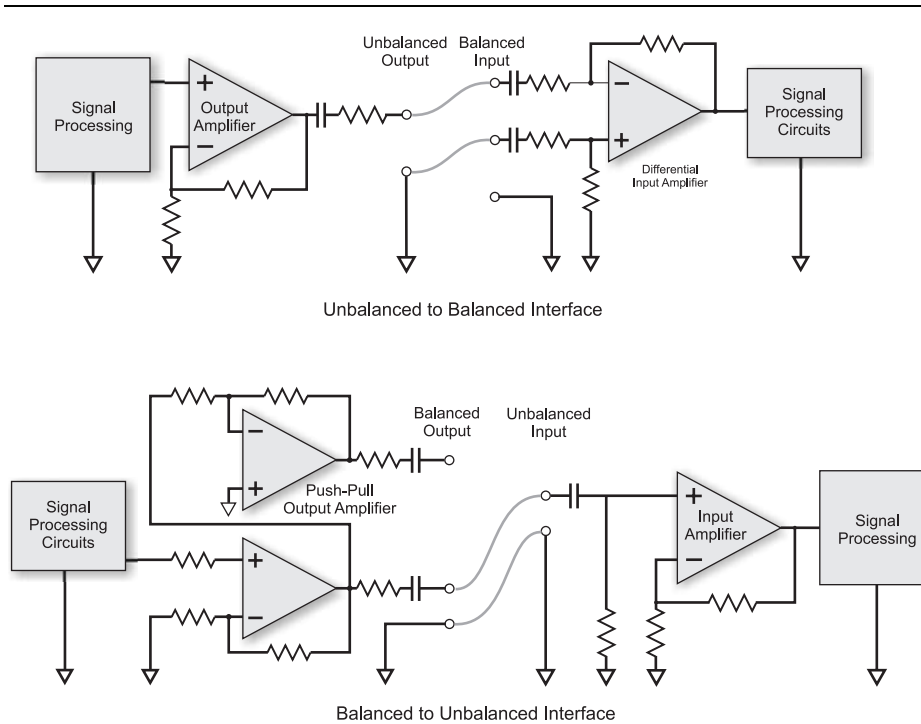 Unbalanced
Output
Balanced
Input
Signal
Processing
+
Output
Amplifier
−
−
+
Differential
Input Amplifier
Signal
Processing
Circuits
Unbalanced to Balanced Interface
Balanced
Output
Unbalanced
Input
−
+
Push-Pull
Output Amplifier
Signal
Processing
Circuits
+
−
+
Input
Amplifier
−
Signal
Processing
Balanced to Unbalanced Interface